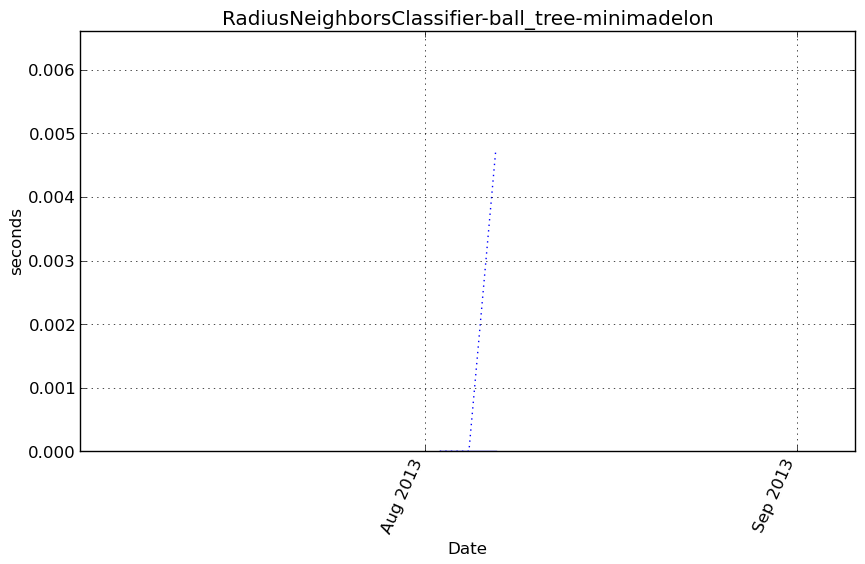 RadiusNeighborsClassifier-ball_tree-minimadelon
0.006
0.005
0.004
0.003
0.002
0.001
0.000
seconds
Aug 2013
Sep 2013
Date